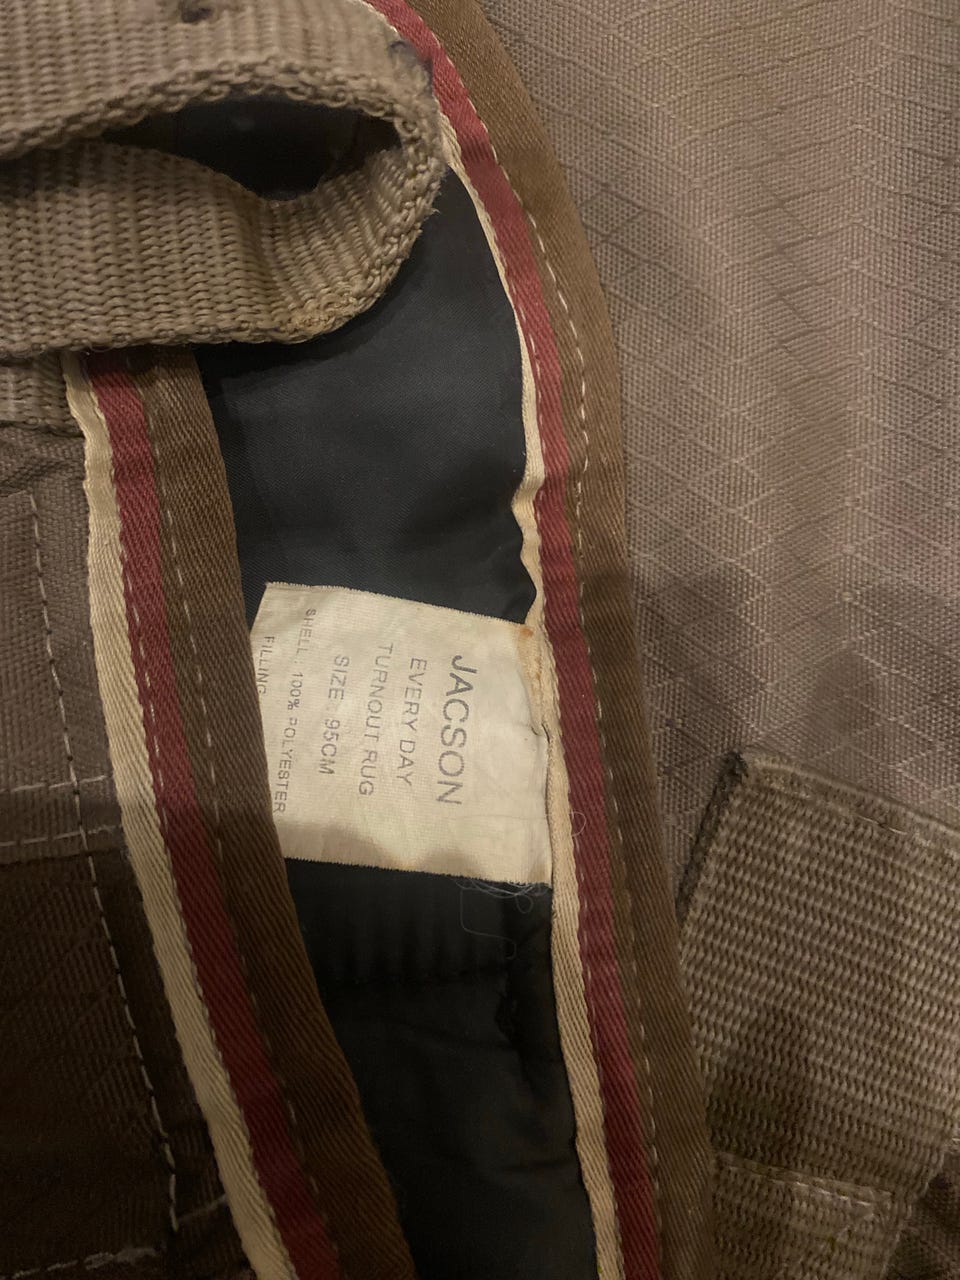 JACSON
EVERY DAY
TURNOUT RUG
SIZE : 95CM
SHELL : 100% POLYESTER
FILLING